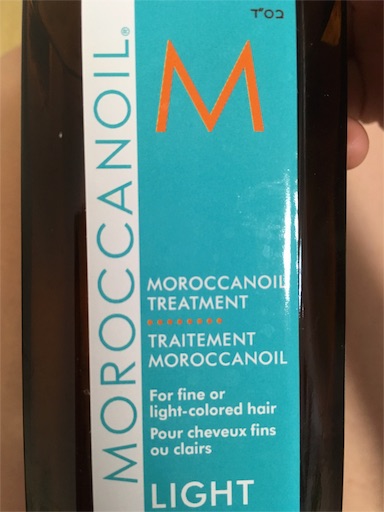 בס"ד
M
MOROCCANOIL®
MOROCCANOIL
TREATMENT
TRAITEMENT
MOROCCANOIL
For fine or
light-colored hair
Pour cheveux fins
ou clairs
LIGHT